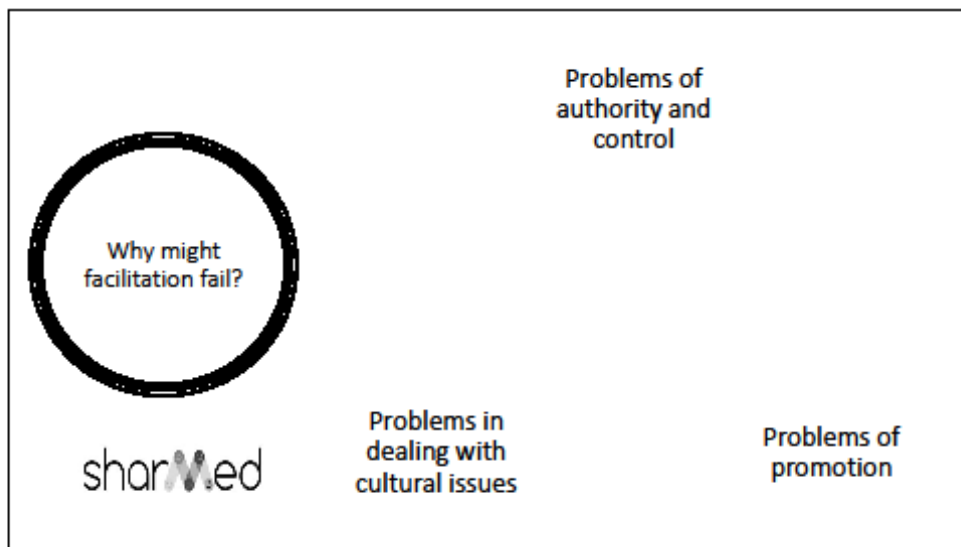 Problems of
authority and
control
Why might
facilitation fail?
sharMed
Problems in
dealing with
cultural issues
Problems of
promotion